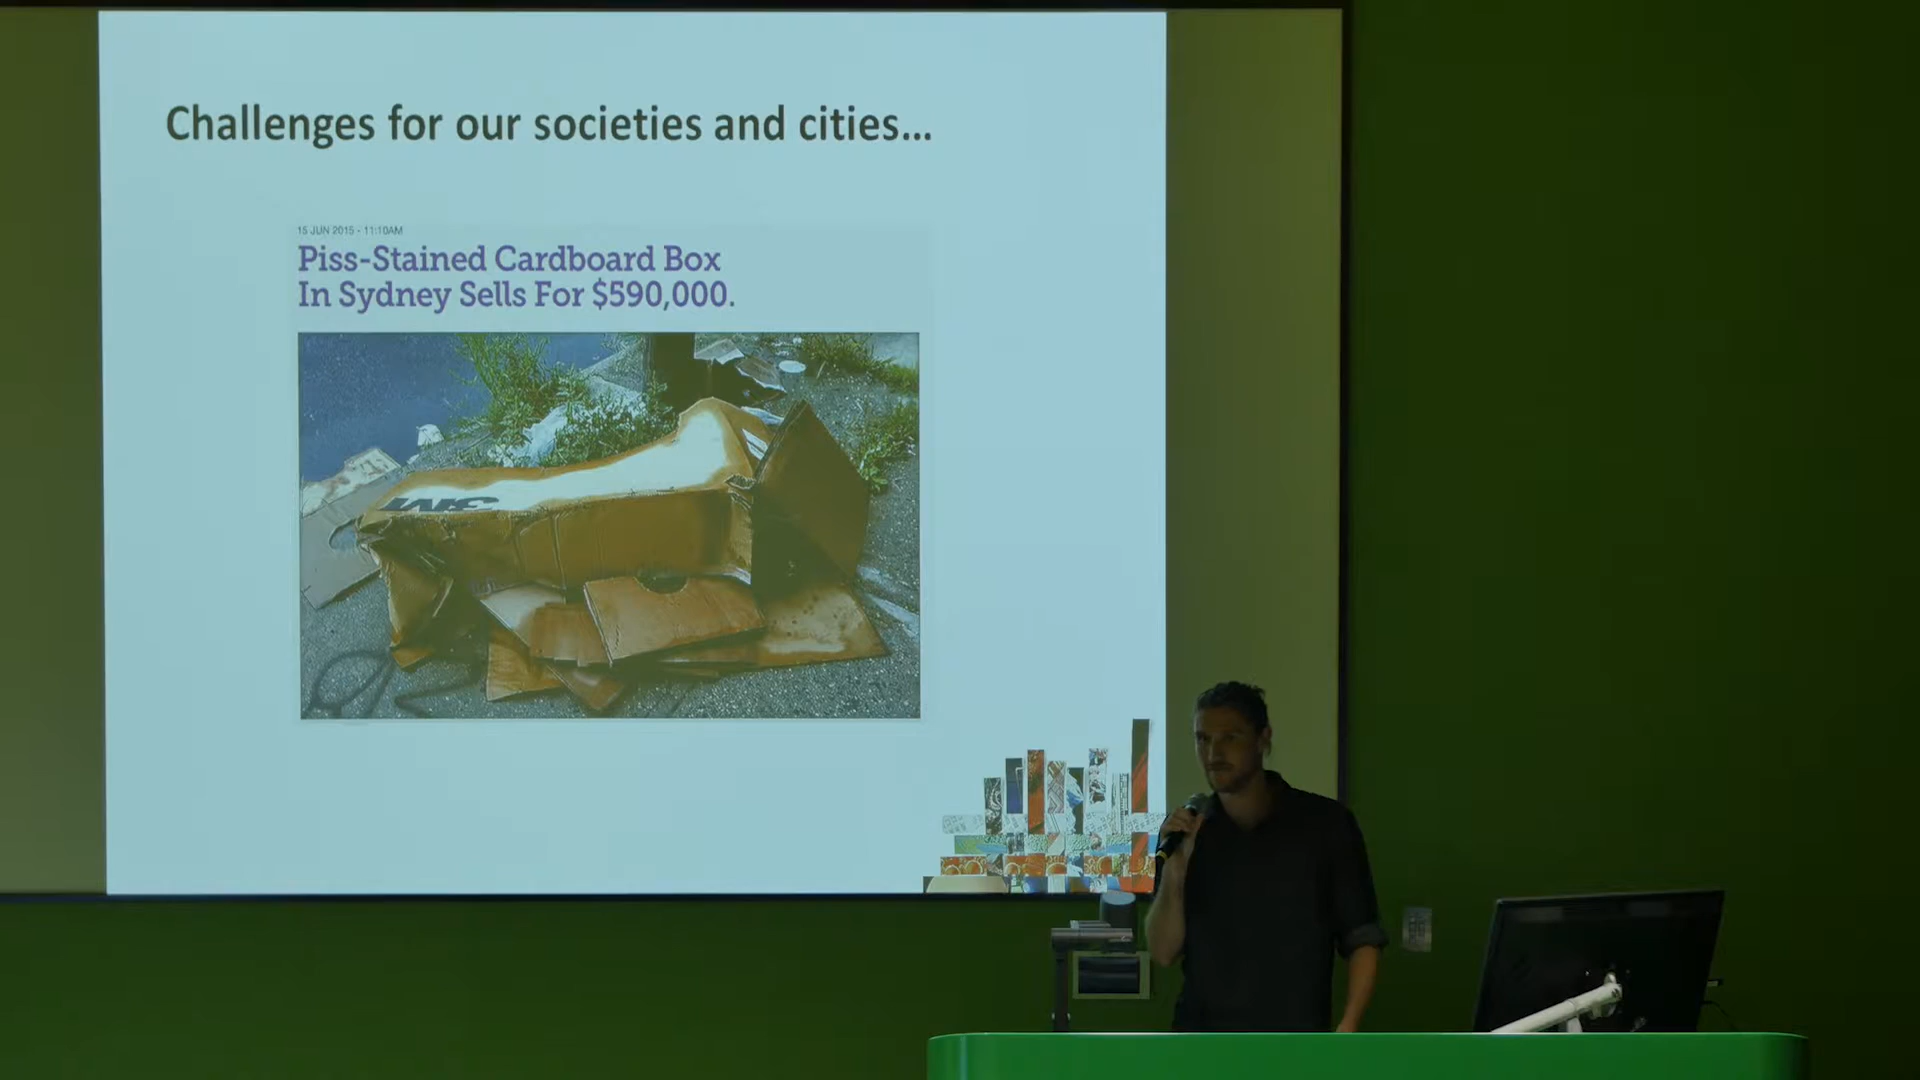 Challenges for our societies and cities...
15 JUN 2015 - 11:10AM
Piss-Stained Cardboard Box
In Sydney Sells For $590,000.
3M